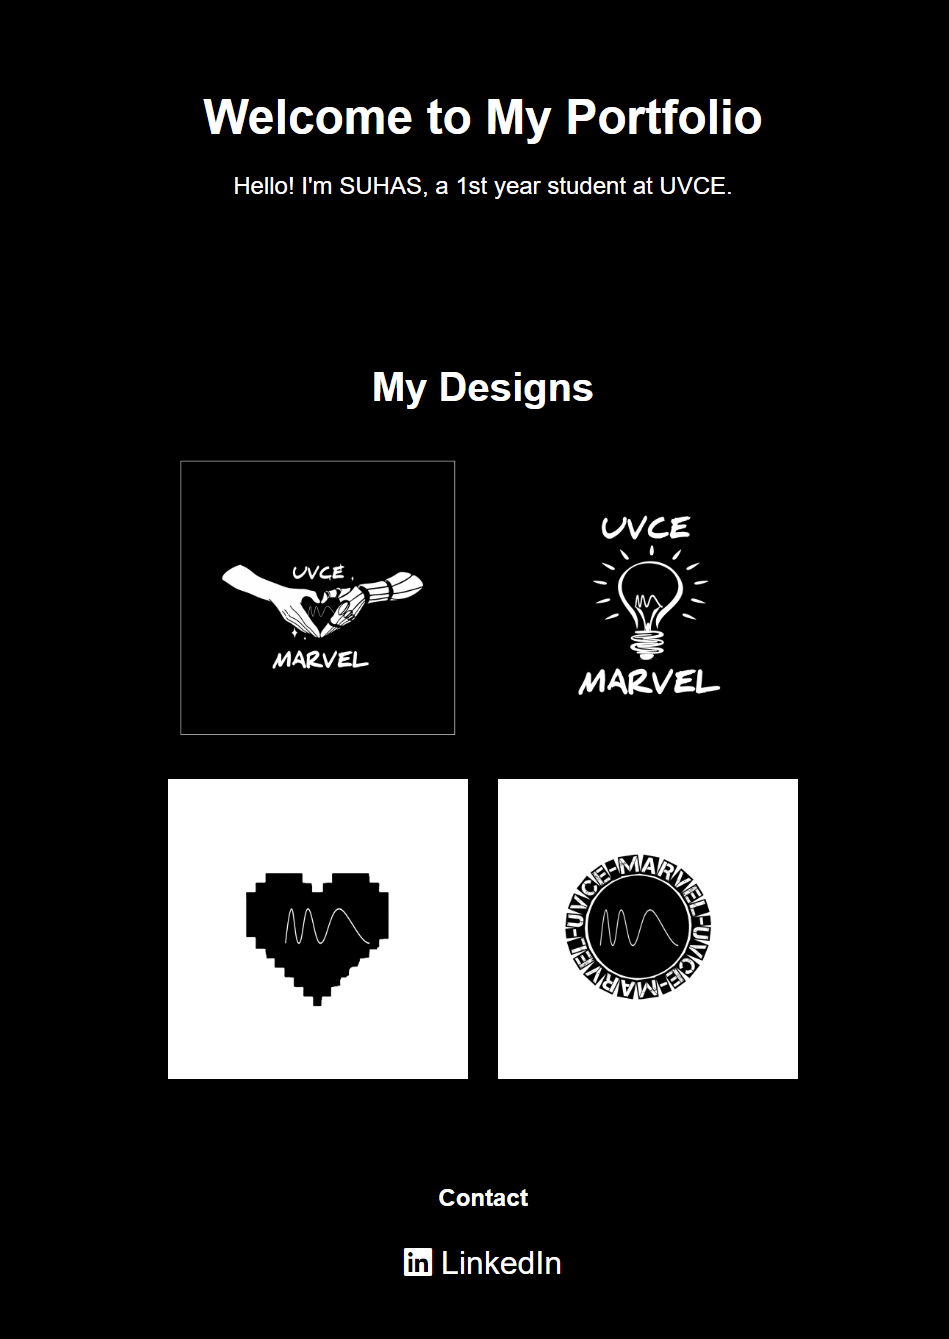 Welcome to My Portfolio
Hello! I'm SUHAS, a 1st year student at UVCE.
My Designs
UVCE
MARVEL
UVCE
MARVEL
UVCE-MARVEL-UVCE-MARVEL-
Contact
in LinkedIn